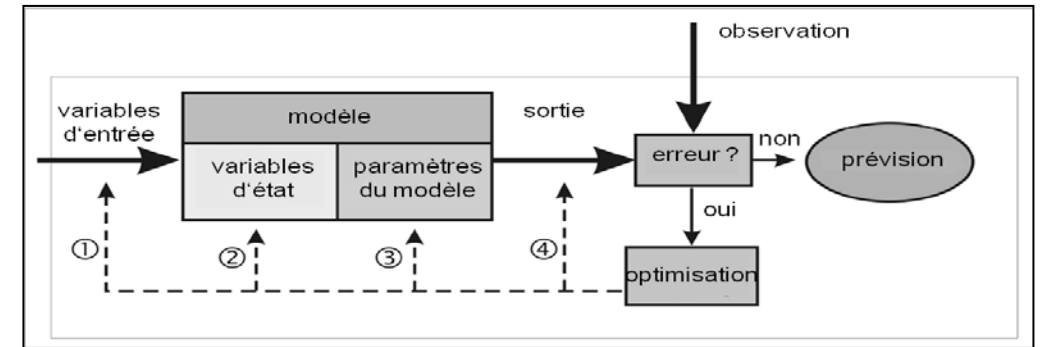 observation
variables
d'entrée
modèle
sortie
variables
d'état
paramètres
du modèle
erreur ?
non
prévision
oui
①
②
③
④
optimisation